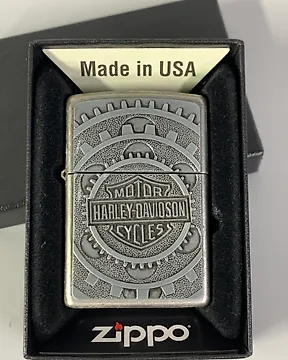 Made in USA
MOTOR
HARLEY-DAVIDSON
CYCLES
zippo